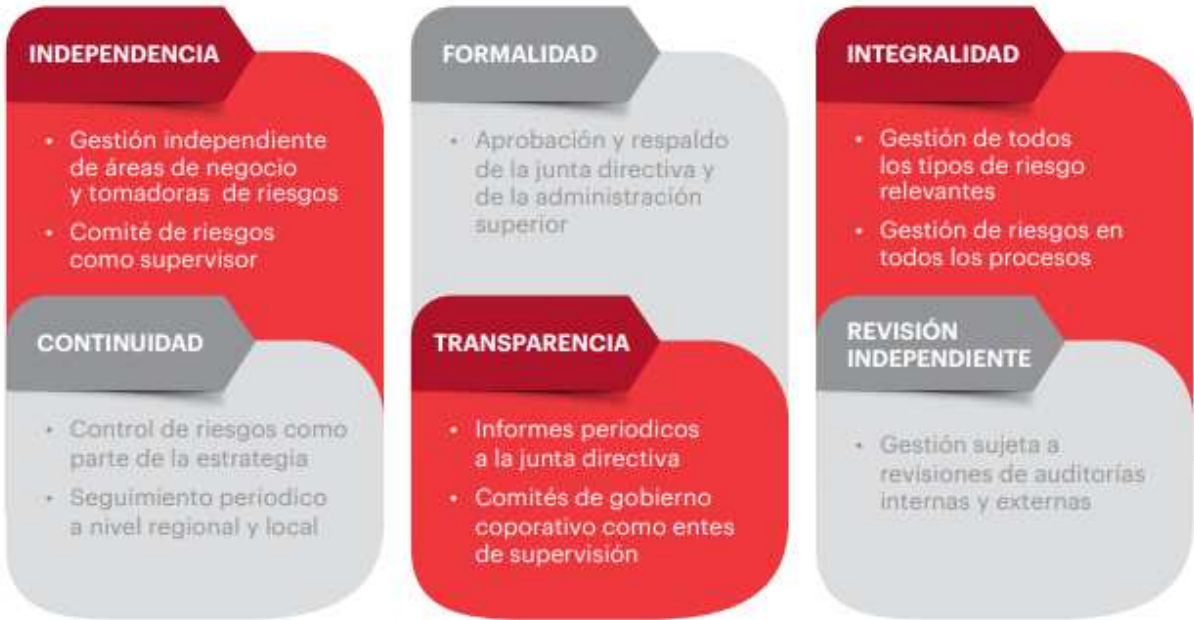 INDEPENDENCIA
• Gestión independiente
de áreas de negocio
y tomadoras de riesgos
• Comité de riesgos
como supervisor
FORMALIDAD
• Aprobación y respaldo
de la junta directiva y
de la administración
superior
INTEGRALIDAD
• Gestión de todos
los tipos de riesgo
relevantes
• Gestión de riesgos en
todos los procesos
CONTINUIDAD
• Control de riesgos como
parte de la estrategia
• Seguimiento periodico
a nivel regional y local
TRANSPARENCIA
• Informes períodicos
a la junta directiva
• Comités de gobierno
coporativo como entes
de supervisión
REVISIÓN
INDEPENDIENTE
• Gestión sujeta a
revisiones de auditorías
internas y externas